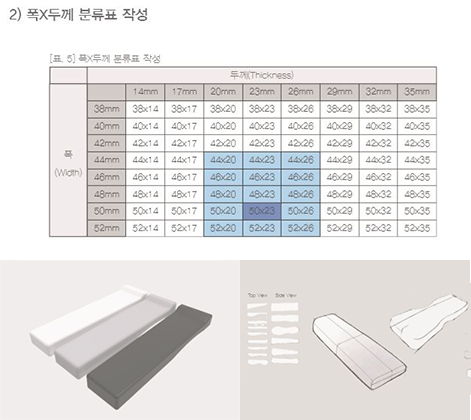 2) 폭X두께 분류표 작성
[표. 5] 폭X두께 분류표 작성
두께(Thickness)
14mm 17mm 20mm 23mm 26mm 29mm 32mm 35mm
폭
(Width)
38mm 38x14 38x17 38x20 38x23 38x26 38x29 38x32 38x35
40mm 40x14 40x17 40x20 40x23 40x26 40x29 40x32 40x35
42mm 42x14 42x17 42x20 42x23 42x26 42x29 42x32 42x35
44mm 44x14 44x17 44x20 44x23 44x26 44x29 44x32 44x35
46mm 46x14 46x17 46x20 46x23 46x26 46x29 46x32 46x35
48mm 48x14 48x17 48x20 48x23 48x26 48x29 48x32 48x35
50mm 50x14 50x17 50x20 50x23 50x26 50x29 50x32 50x35
52mm 52x14 52x17 52x20 52x23 52x26 52x29 52x32 52x35
Top View Side View